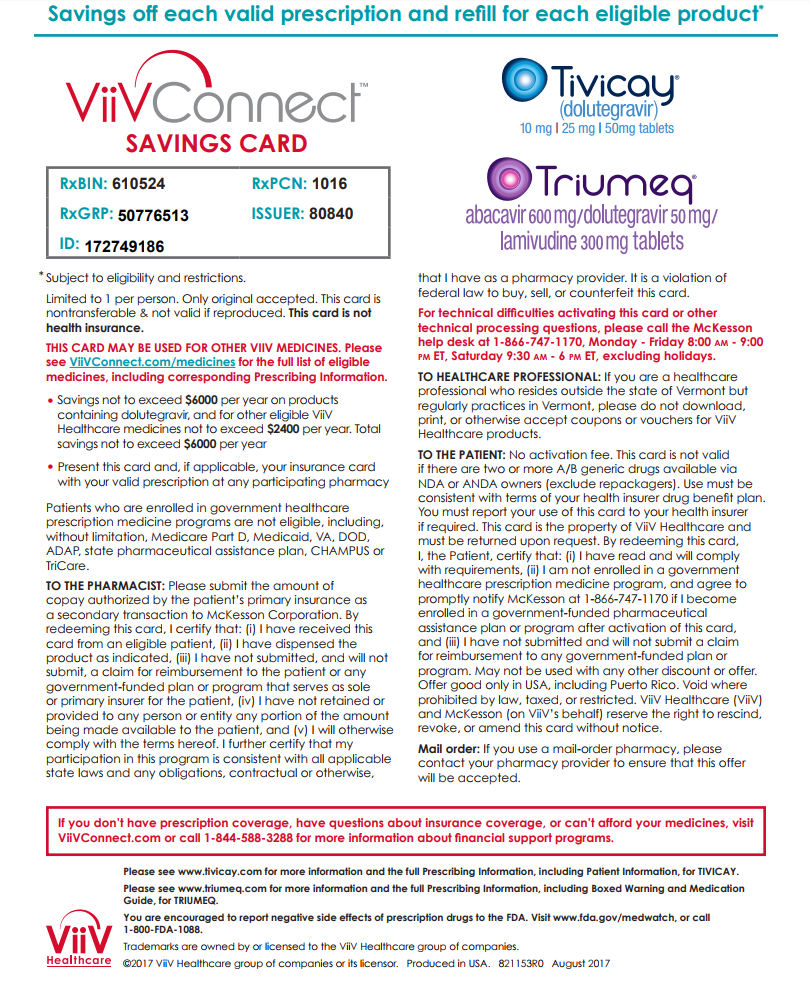 Savings off each valid prescription and refill for each eligible product*
ViiVConnect™
SAVINGS CARD
RxBIN: 610524 RxPCN: 1016
RxGRP: 50776513 ISSUER: 80840
ID: 172749186
Tivicay®
(dolutegravir)
10 mg | 25 mg | 50mg tablets
Triumeq®
abacavir 600 mg/dolutegravir 50 mg/
lamivudine 300 mg tablets
* Subject to eligibility and restrictions.
Limited to 1 per person. Only original accepted. This card is
nontransferable & not valid if reproduced. This card is not
health insurance.
THIS CARD MAY BE USED FOR OTHER VIIV MEDICINES. Please
see ViiVConnect.com/medicines for the full list of eligible
medicines, including corresponding Prescribing Information.
• Savings not to exceed $6000 per year on products
containing dolutegravir, and for other eligible ViiV
Healthcare medicines not to exceed $2400 per year. Total
savings not to exceed $6000 per year
• Present this card and, if applicable, your insurance card
with your valid prescription at any participating pharmacy
Patients who are enrolled in government healthcare
prescription medicine programs are not eligible, including,
without limitation, Medicare Part D, Medicaid, VA, DOD,
ADAP, state pharmaceutical assistance plan, CHAMPUS or
TriCare.
TO THE PHARMACIST: Please submit the amount of
copay authorized by the patient's primary insurance as
a secondary transaction to McKesson Corporation. By
redeeming this card, I certify that: (i) I have received this
card from an eligible patient, (ii) I have dispensed the
product as indicated, (iii) I have not submitted, and will not
submit, a claim for reimbursement to the patient or any
government-funded plan or program that serves as sole
or primary insurer for the patient, (iv) I have not retained or
provided to any person or entity any portion of the amount
being made available to the patient, and (v) I will otherwise
comply with the terms hereof. I further certify that my
participation in this program is consistent with all applicable
state laws and any obligations, contractual or otherwise,
that I have as a pharmacy provider. It is a violation of
federal law to buy, sell, or counterfeit this card.
For technical difficulties activating this card or other
technical processing questions, please call the McKesson
help desk at 1-866-747-1170, Monday - Friday 8:00 AM - 9:00
PM ET, Saturday 9:30 AM - 6 PM ET, excluding holidays.
TO HEALTHCARE PROFESSIONAL: If you are a healthcare
professional who resides outside the state of Vermont but
regularly practices in Vermont, please do not download,
print, or otherwise accept coupons or vouchers for ViiV
Healthcare products.
TO THE PATIENT: No activation fee. This card is not valid
if there are two or more A/B generic drugs available via
NDA or ANDA owners (exclude repackagers). Use must be
consistent with terms of your health insurer drug benefit plan.
You must report your use of this card to your health insurer
if required. This card is the property of ViiV Healthcare and
must be returned upon request. By redeeming this card,
I, the Patient, certify that: (i) I have read and will comply
with requirements, (ii) I am not enrolled in a government
healthcare prescription medicine program, and agree to
promptly notify McKesson at 1-866-747-1170 if I become
enrolled in a government-funded pharmaceutical
assistance plan or program after activation of this card,
and (iii) I have not submitted and will not submit a claim
for reimbursement to any government-funded plan or
program. May not be used with any other discount or offer.
Offer good only in USA, including Puerto Rico. Void where
prohibited by law, taxed, or restricted. ViiV Healthcare (ViiV)
and McKesson (on ViiV's behalf) reserve the right to rescind,
revoke, or amend this card without notice.
Mail order: If you use a mail-order pharmacy, please
contact your pharmacy provider to ensure that this offer
will be accepted.
If you don't have prescription coverage, have questions about insurance coverage, or can't afford your medicines, visit
ViiVConnect.com or call 1-844-588-3288 for more information about financial support programs.
Please see www.tivicay.com for more information and the full Prescribing Information, including Patient Information, for TIVICAY.
Please see www.triumeq.com for more information and the full Prescribing Information, including Boxed Warning and Medication
Guide, for TRIUMEQ.
You are encouraged to report negative side effects of prescription drugs to the FDA. Visit www.fda.gov/medwatch, or call
1-800-FDA-1088.
Trademarks are owned by or licensed to the ViiV Healthcare group of companies.
©2017 ViiV Healthcare group of companies or its licensor. Produced in USA. 821153R0 August 2017
ViiV
Healthcare